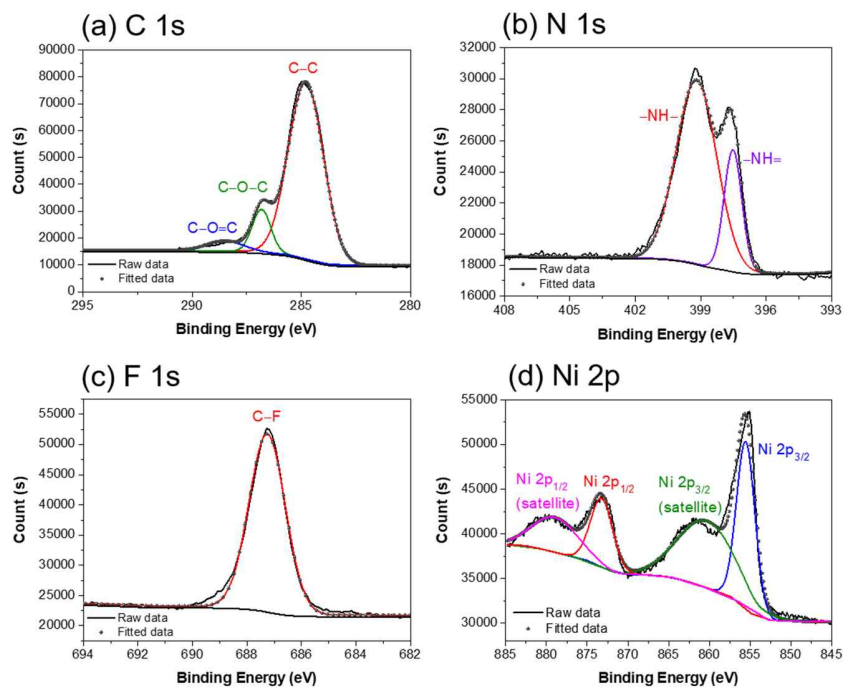 (a) C 1s
90000
80000
70000
60000
50000
40000
30000
20000
10000
0
Count (s)
C−C
C−O−C
C−O=C
Raw data
Fitted data
295
290
285
280
Binding Energy (eV)
(b) N 1s
32000
30000
28000
26000
24000
22000
20000
18000
16000
Count (s)
−NH−
−NH=
Raw data
Fitted data
408
405
402
399
396
393
Binding Energy (eV)
(c) F 1s
55000
50000
45000
40000
35000
30000
25000
20000
Count (s)
C−F
Raw data
Fitted data
694
692
690
688
686
684
682
Binding Energy (eV)
(d) Ni 2p
55000
50000
45000
40000
35000
30000
Count (s)
Ni 2p1/2
(satellite)
Ni 2p1/2
Ni 2p3/2
(satellite)
Ni 2p3/2
Raw data
Fitted data
885
880
875
870
865
860
855
850
845
Binding Energy (eV)